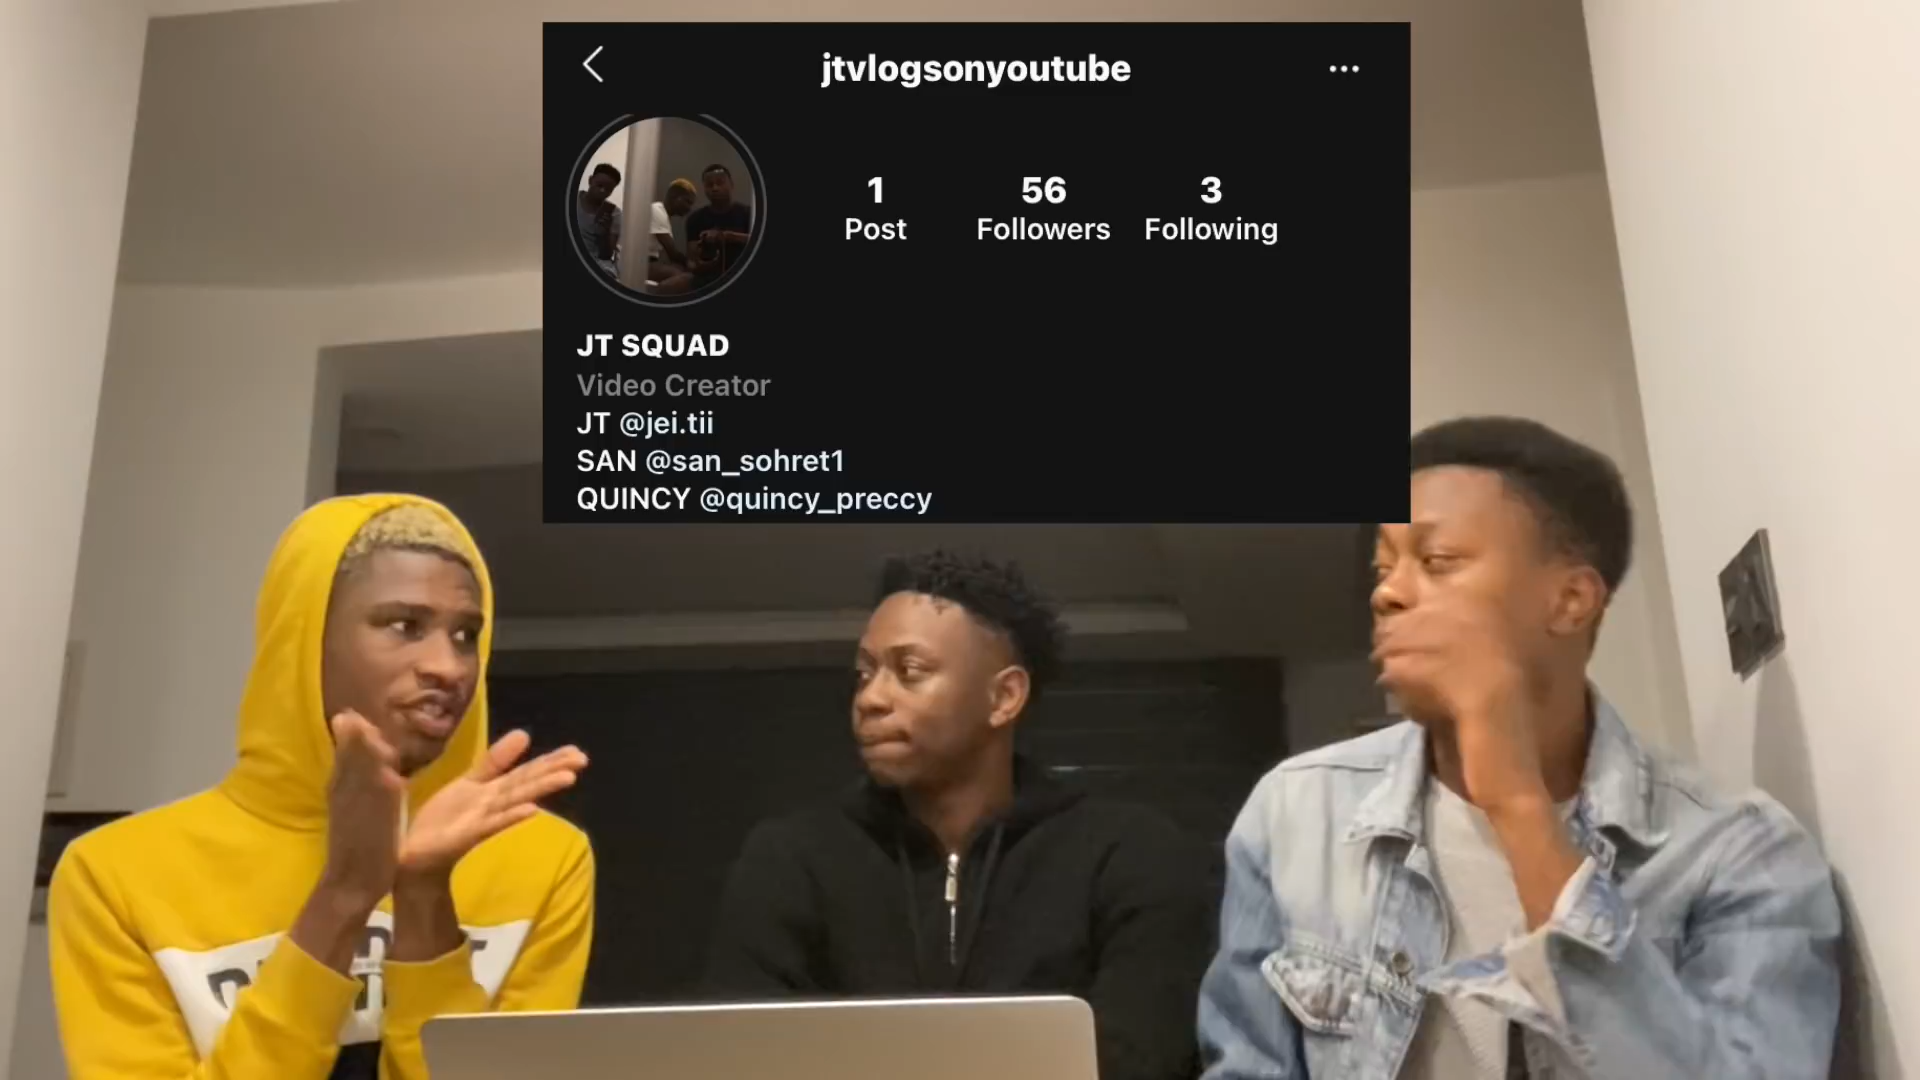 jtvlogsonyoutube
1 56 3
Post Followers Following
JT SQUAD
Video Creator
JT @jei.tii
SAN @san_sohret1
QUINCY @quincy_preccy